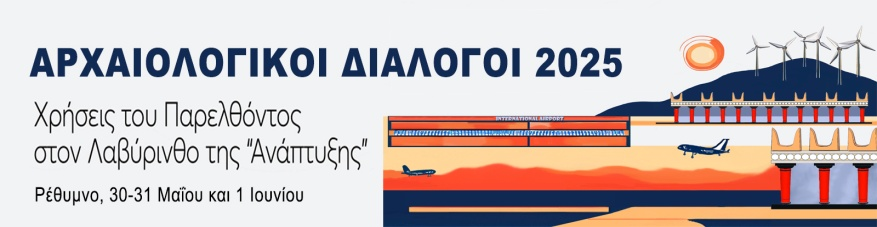 ΑΡΧΑΙΟΛΟΓΙΚΟΙ ΔΙΑΛΟΓΟΙ 2025
Χρήσεις του Παρελθόντος
στον Λαβύρινθο της “Ανάπτυξης”
Ρέθυμνο, 30-31 Μαΐου και 1 Ιουνίου
INTERNATIONAL AIRPORT